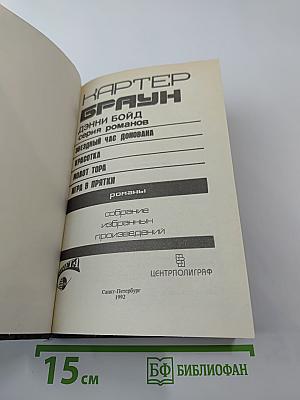 КАРТЕР
БРАУН
ДЭННИ БОЙД
серия романов
ЗВЕЗДНЫЙ ЧАС ДОНОВАНА
КРАСОТКА
МОЛОТ ТОРА
ИГРА В ПРЯТКИ
романы
собрание
избранных
произведений
ЦЕНТРПОЛИГРАФ
Санкт-Петербург
1992
15 см
БФ БИБЛИОФАН